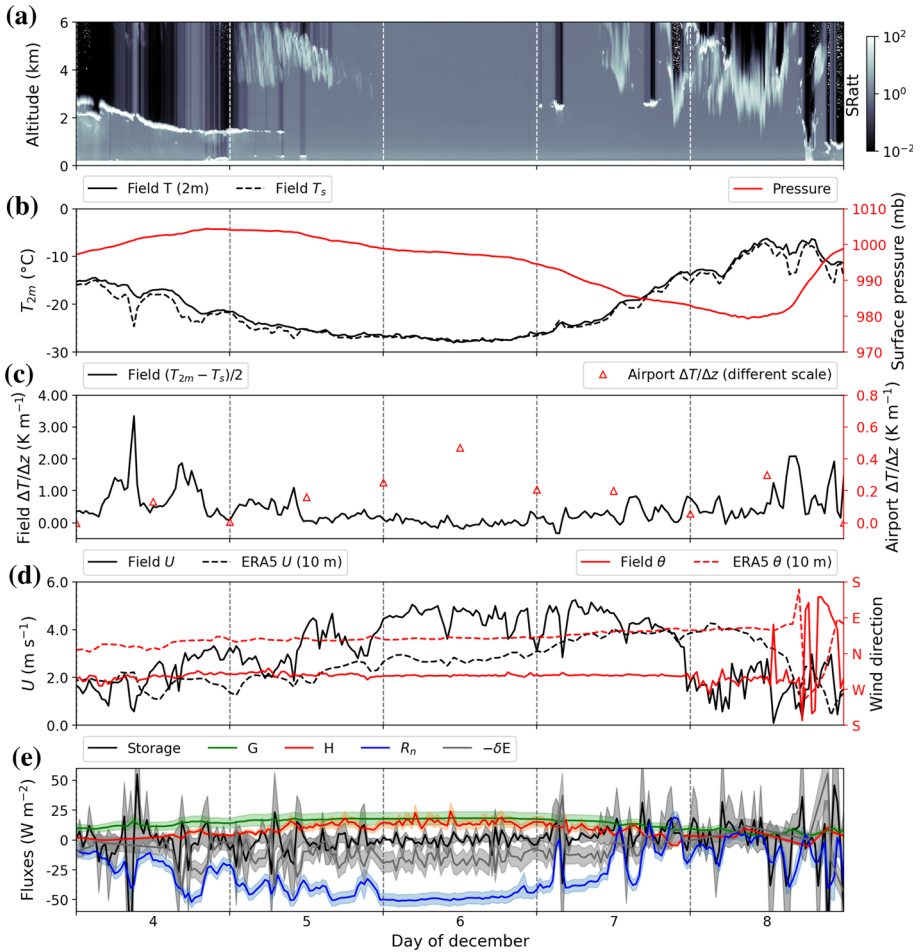 (a)
6
4
2
0
Altitude (km)
10²
10⁰
10⁻²
SRatt
Field T (2m) Field Tₛ Pressure
(b)
0
-10
-20
-30
T₂ₘ (°C)
1010
1000
990
980
970
Surface pressure (mb)
Field (T₂ₘ − Tₛ)/2 Airport ΔT/Δz (different scale)
(c)
4.00
3.00
2.00
1.00
0.00
Field ΔT/Δz (K m⁻¹)
0.8
0.6
0.4
0.2
0.0
Airport ΔT/Δz (K m⁻¹)
Field U ERA5 U (10 m) Field θ ERA5 θ (10 m)
(d)
6.0
4.0
2.0
0.0
U (m s⁻¹)
S
E
N
W
S
Wind direction
Storage G H Rₙ −δE
(e)
50
25
0
-25
-50
Fluxes (W m⁻²)
4 5 6 7 8
Day of december